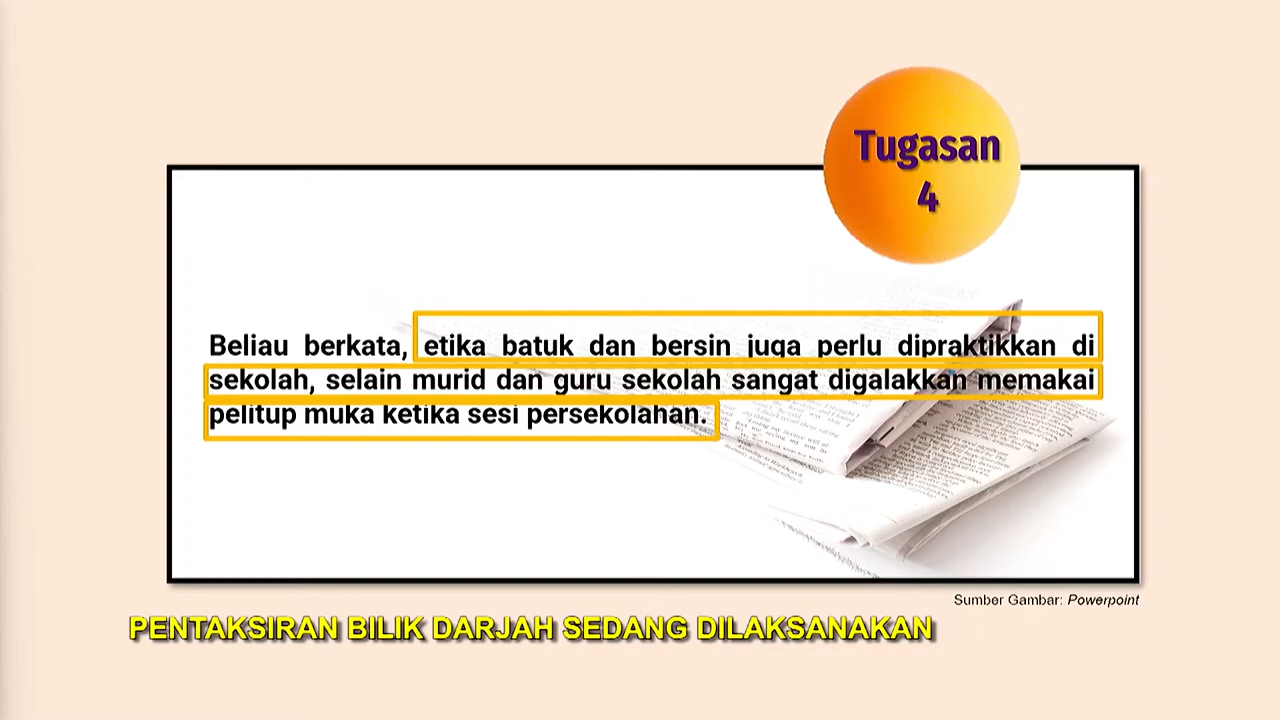 Tugasan
4
Beliau berkata, etika batuk dan bersin juga perlu dipraktikkan di
sekolah, selain murid dan guru sekolah sangat digalakkan memakai
pelitup muka ketika sesi persekolahan.
Sumber Gambar: Powerpoint
PENTAKSIRAN BILIK DARJAH SEDANG DILAKSANAKAN